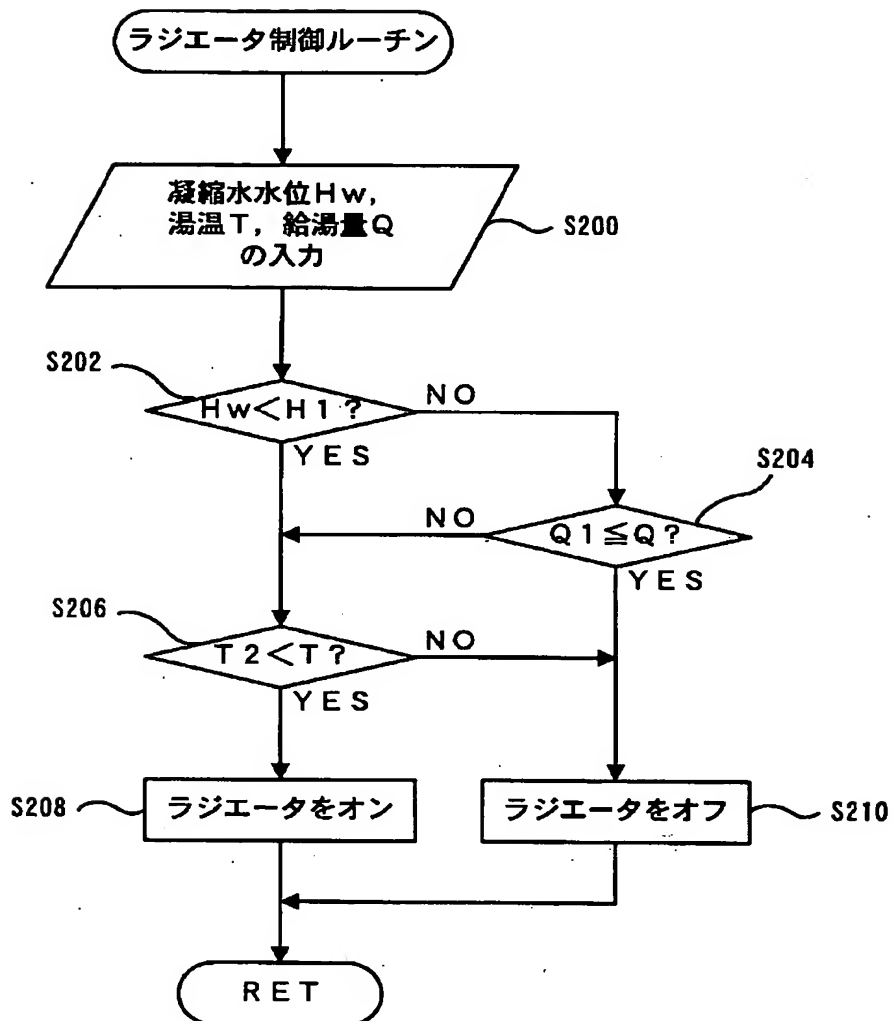 ラジエータ制御ルーチン
凝縮水水位Hw,
湯温T,給湯量Q
の入力
S200
S202
Hw<H1?
NO
YES
S204
Q1≦Q?
NO
YES
S206
T2<T?
NO
YES
S208
ラジエータをオン
ラジエータをオフ
S210
RET